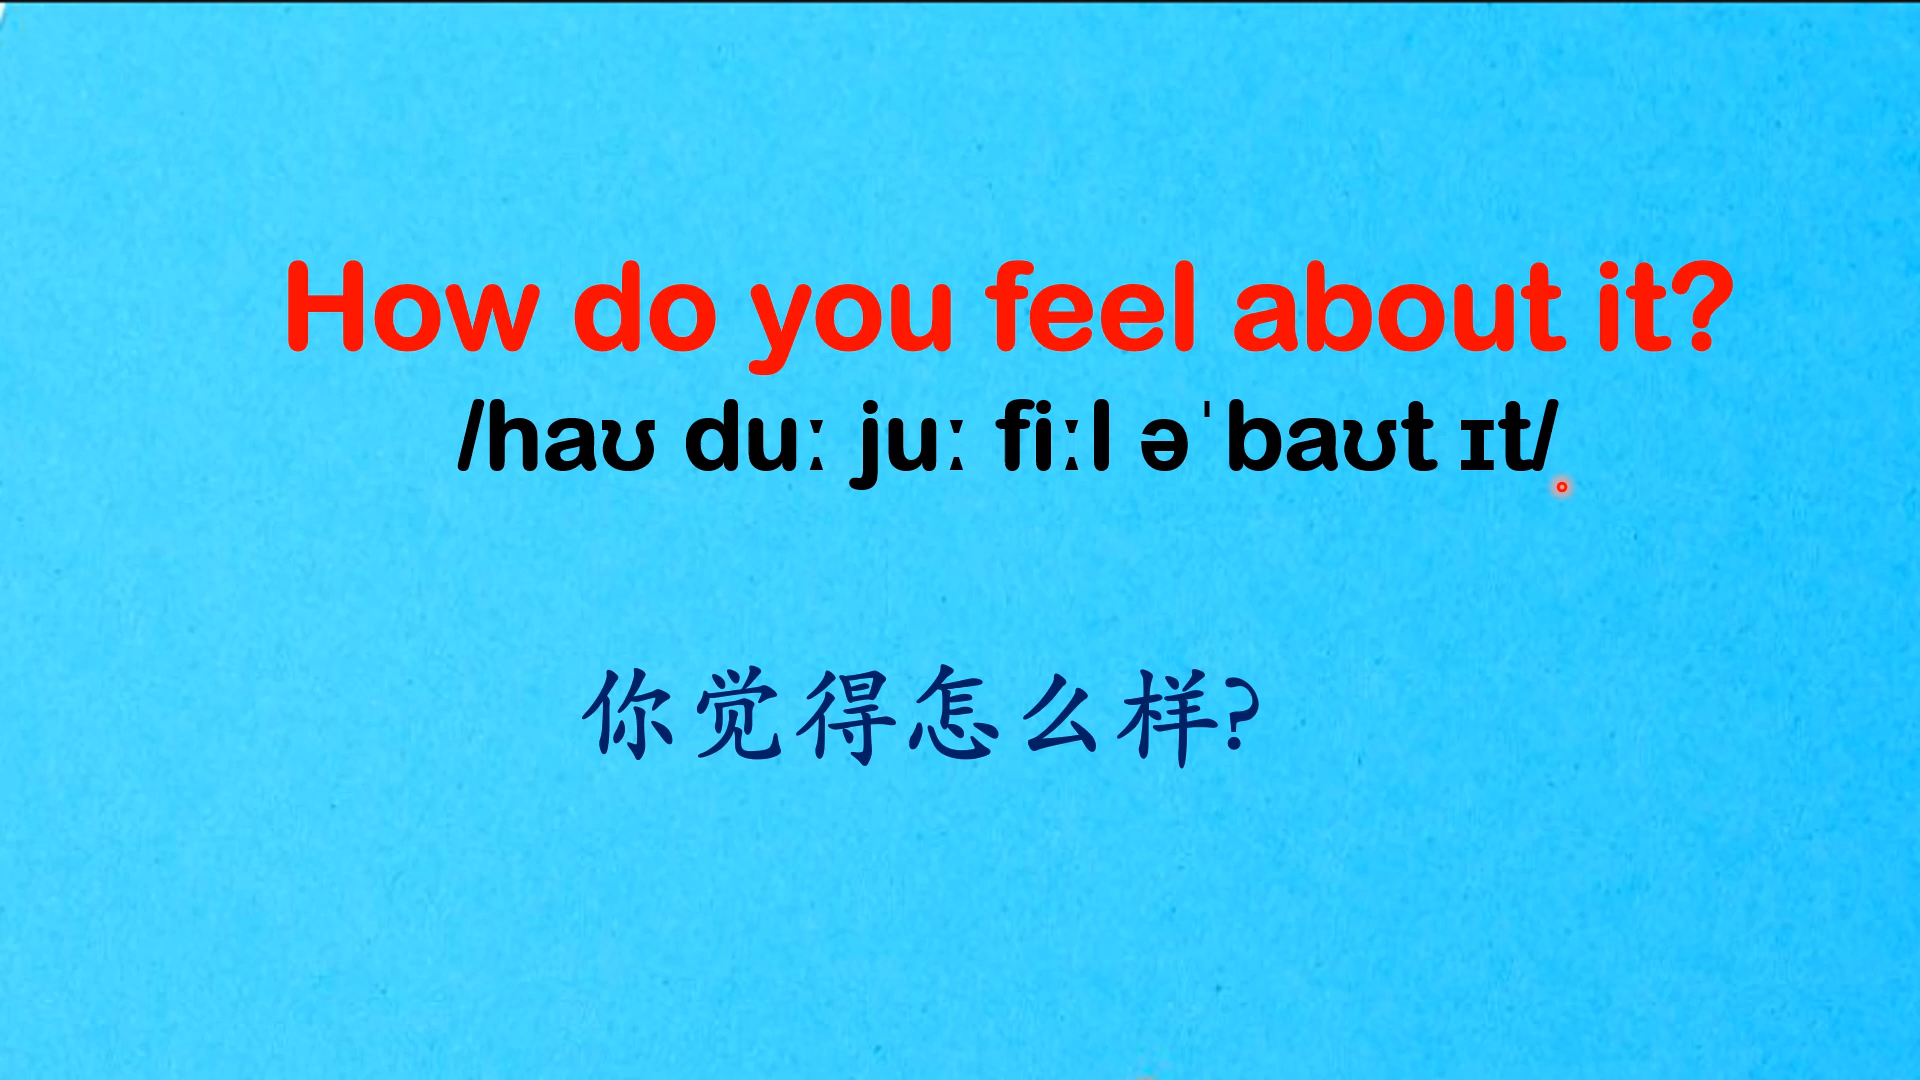 How do you feel about it?
/haʊ duː juː fiːl əˈbaʊt ɪt/
你觉得怎么样?